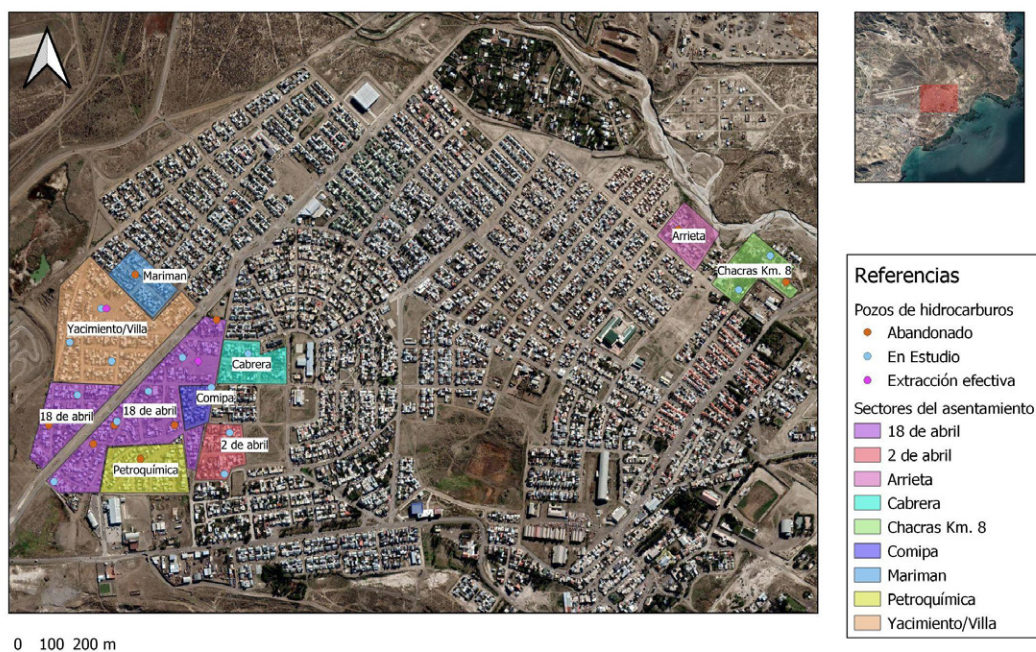 Arrieta
Chacras Km. 8
Mariman
Yacimiento/Villa
Cabrera
Comipa
18 de abril
18 de abril
2 de abril
Petroquímica
0 100 200 m
Referencias
Pozos de hidrocarburos
Abandonado
En Estudio
Extracción efectiva
Sectores del asentamiento
18 de abril
2 de abril
Arrieta
Cabrera
Chacras Km. 8
Comipa
Mariman
Petroquímica
Yacimiento/Villa